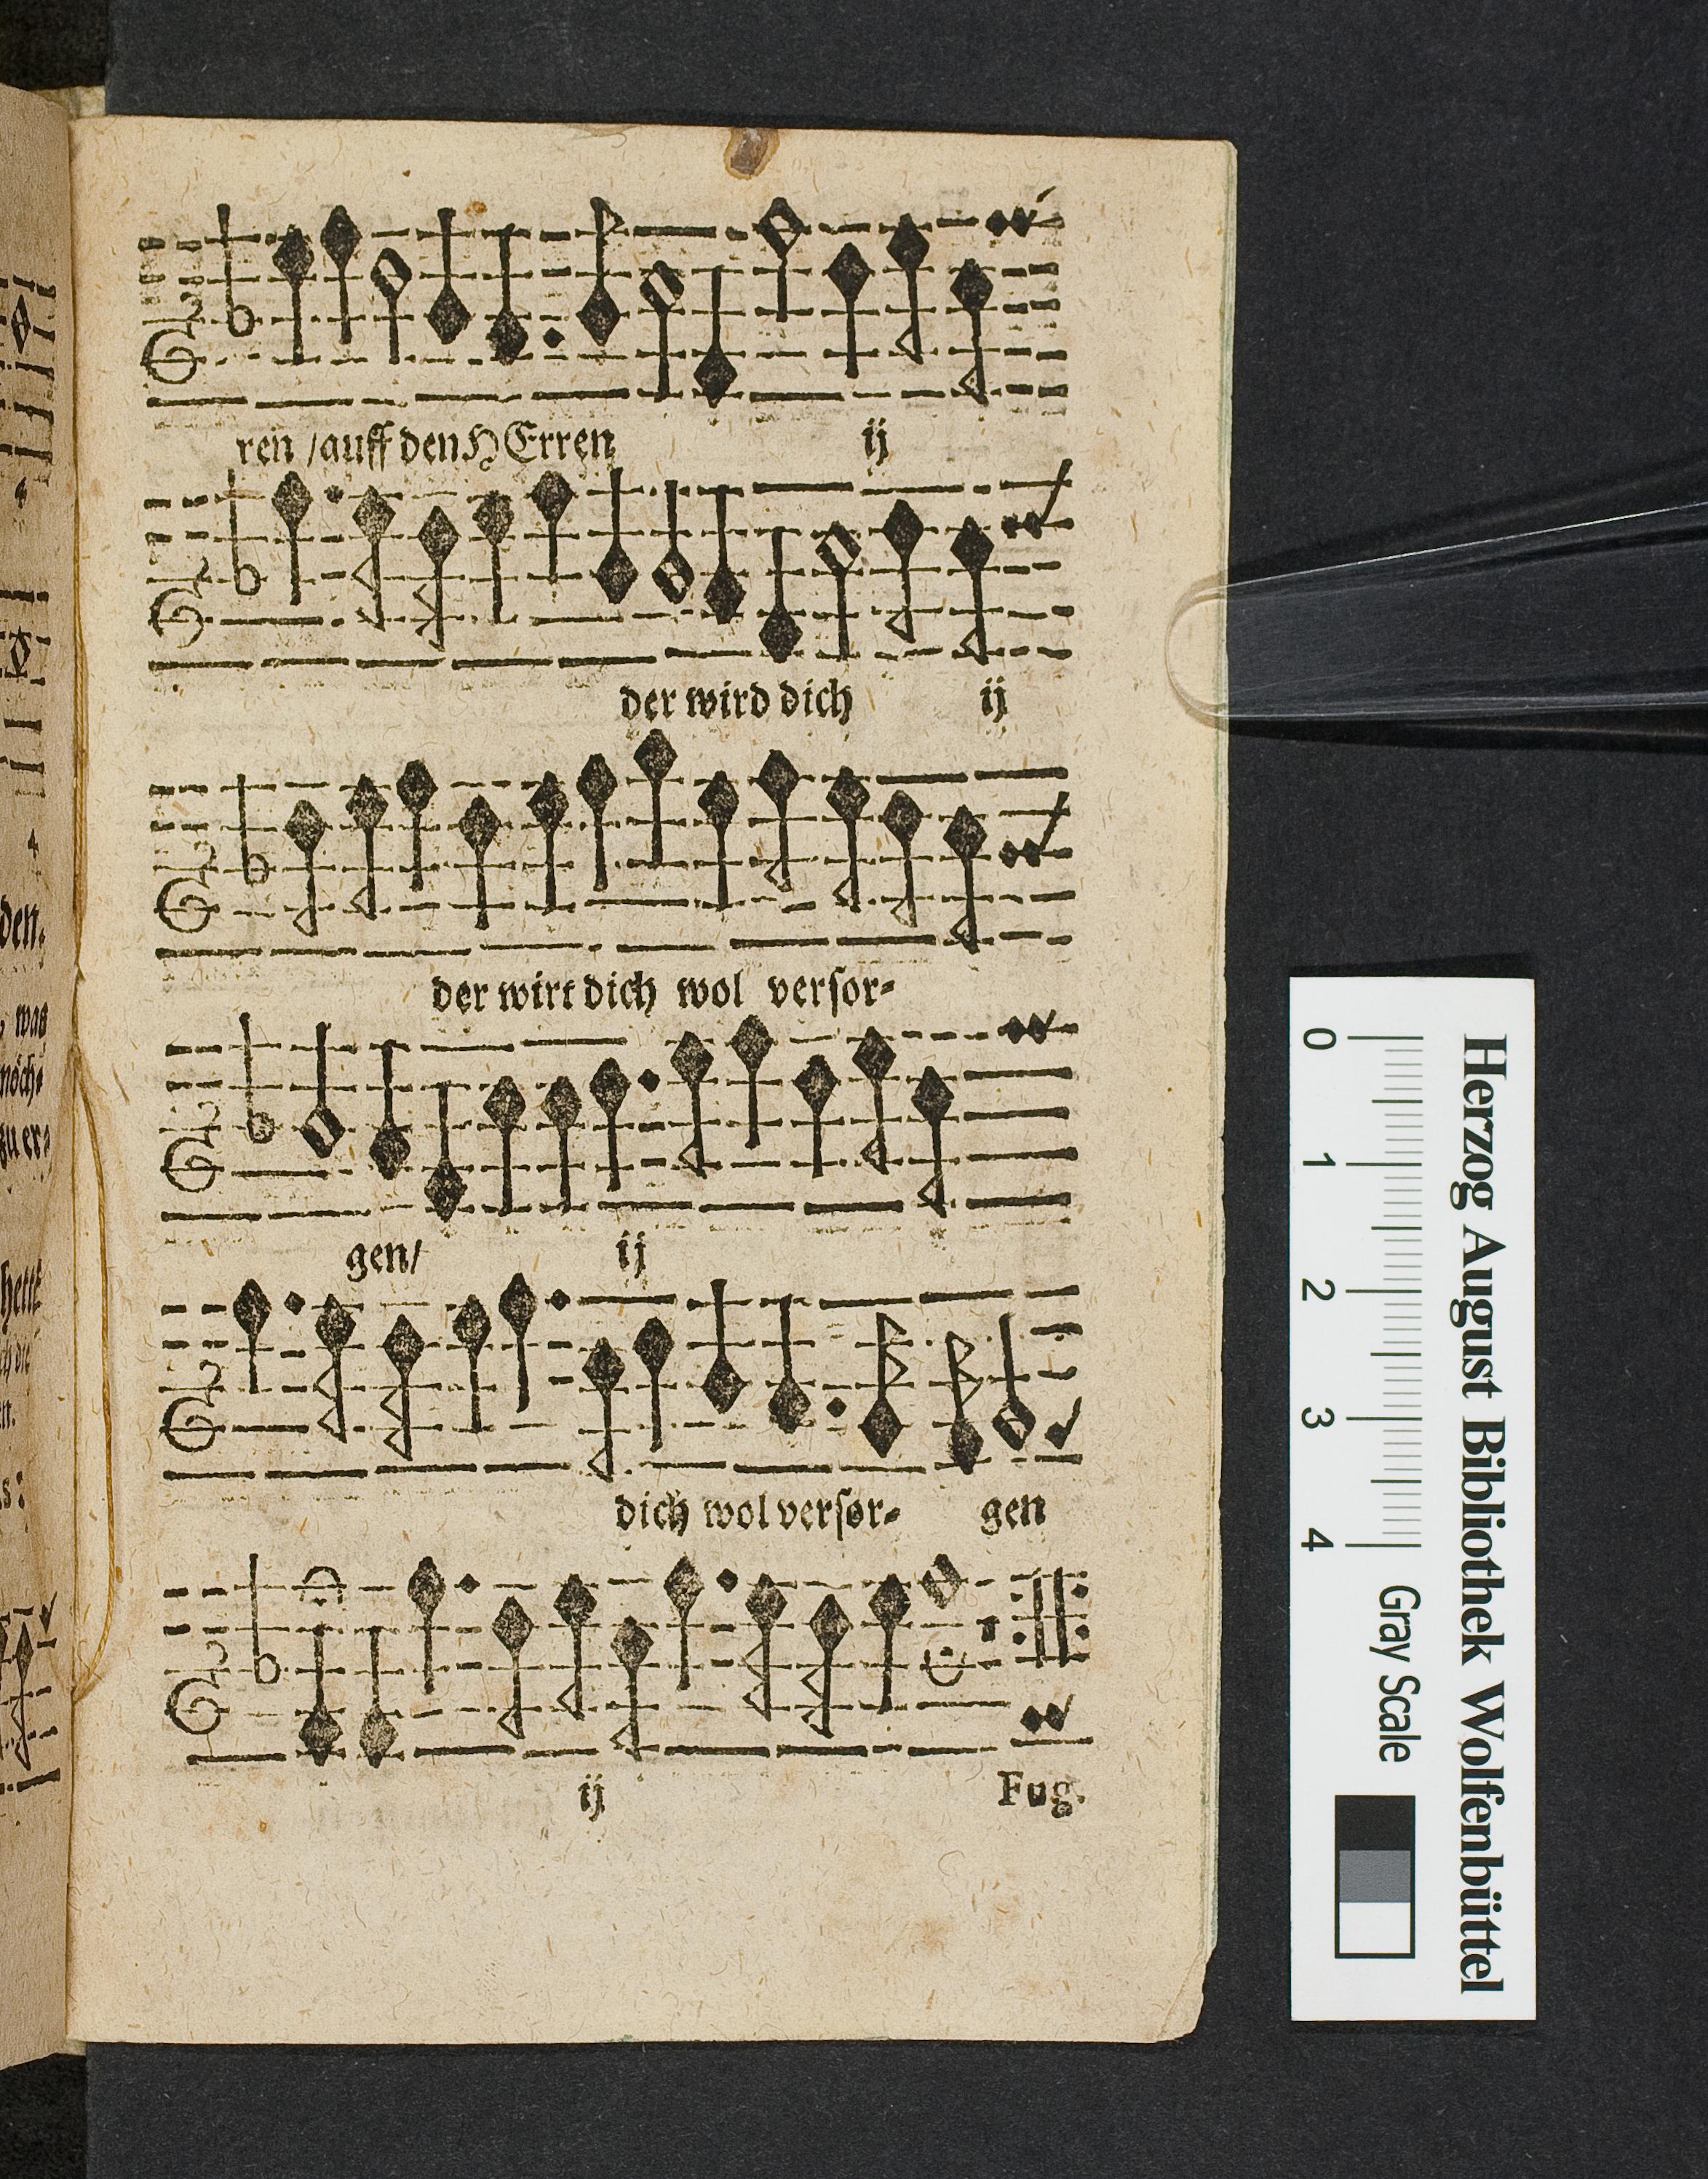 ren / auff den HErren ij
der wird dich ij
der wirt dich wol verſor⸗
gen/ ij
dich wol verſor⸗ gen
ij Fug.
Herzog August Bibliothek Wolfenbüttel
0 1 2 3 4 Gray Scale